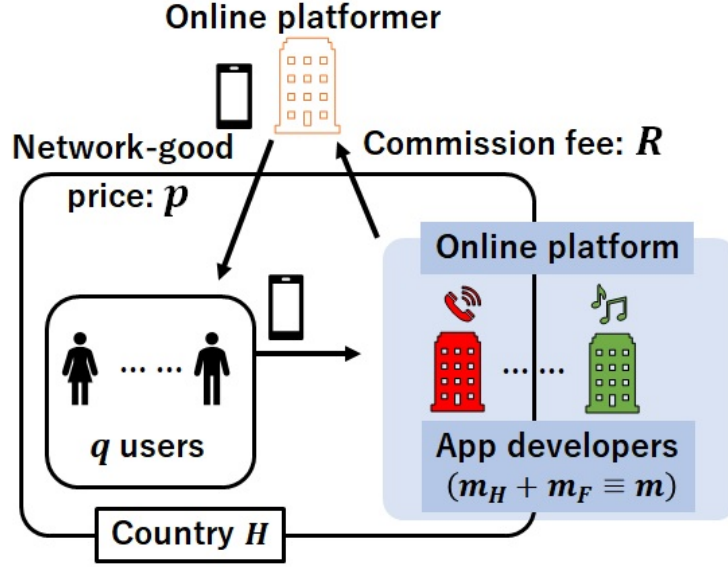 Online platformer
Network-good
price: p
Commission fee: R
Online platform
... ...
... ...
q users
App developers
(m_H + m_F ≡ m)
Country H